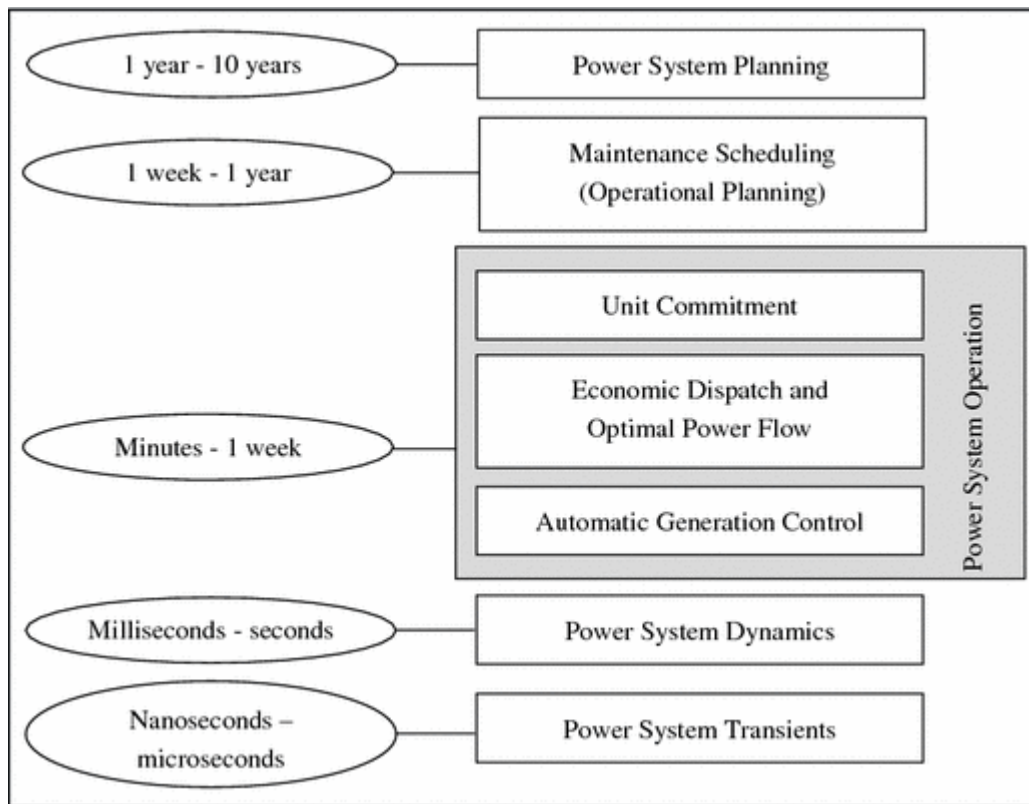 1 year - 10 years
Power System Planning
1 week - 1 year
Maintenance Scheduling
(Operational Planning)
Minutes - 1 week
Unit Commitment
Economic Dispatch and
Optimal Power Flow
Automatic Generation Control
Power System Operation
Milliseconds - seconds
Power System Dynamics
Nanoseconds –
microseconds
Power System Transients